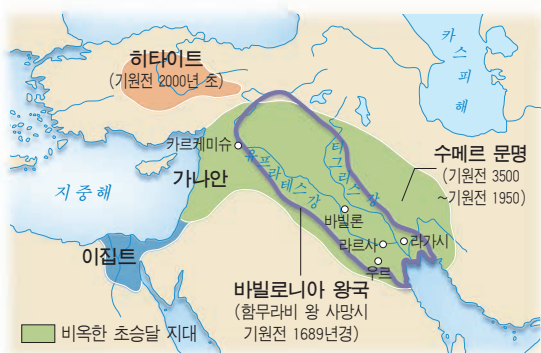 히타이트
(기원전 2000년 초)
카스피해
카르케미슈
유프라테스강
티그리스강
수메르 문명
(기원전 3500
~기원전 1950)
가나안
지중해
바빌론
라르사
라가시
우르
이집트
바빌로니아 왕국
(함무라비 왕 사망시
기원전 1689년경)
비옥한 초승달 지대